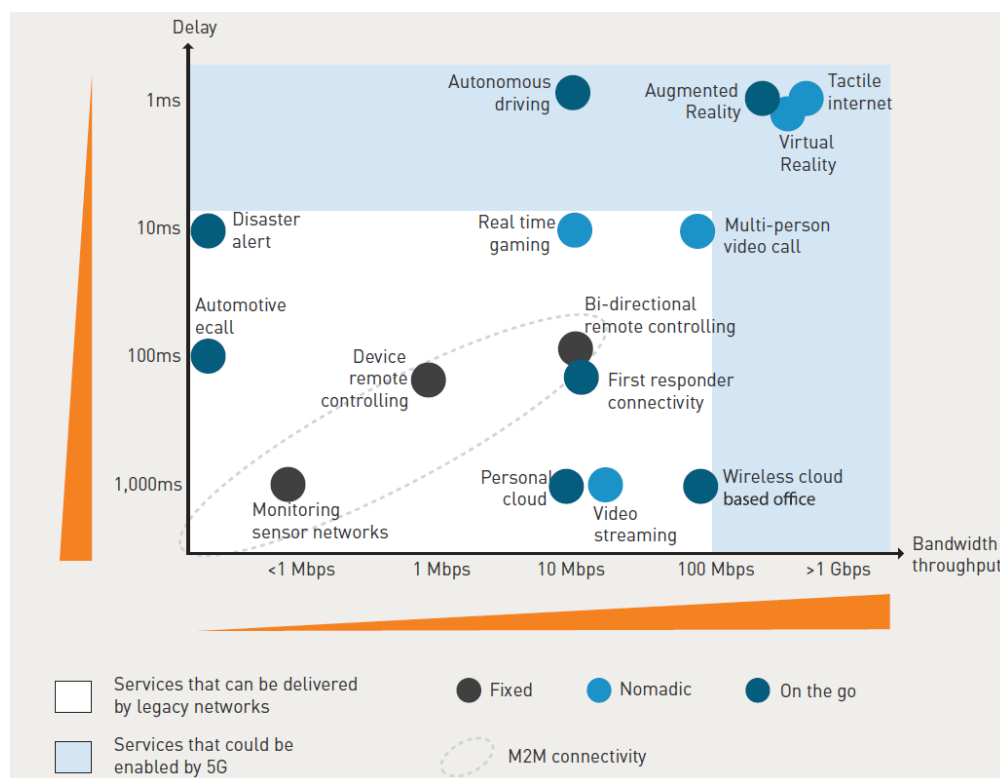 Delay
1ms
10ms
100ms
1,000ms
Autonomous
driving
Augmented
Reality
Tactile
internet
Virtual
Reality
Disaster
alert
Real time
gaming
Multi-person
video call
Automotive
ecall
Bi-directional
remote controlling
Device
remote
controlling
First responder
connectivity
Monitoring
sensor networks
Personal
cloud
Video
streaming
Wireless cloud
based office
<1 Mbps
1 Mbps
10 Mbps
100 Mbps
>1 Gbps
Bandwidth
throughput
Services that can be delivered
by legacy networks
Fixed
Nomadic
On the go
Services that could be
enabled by 5G
M2M connectivity